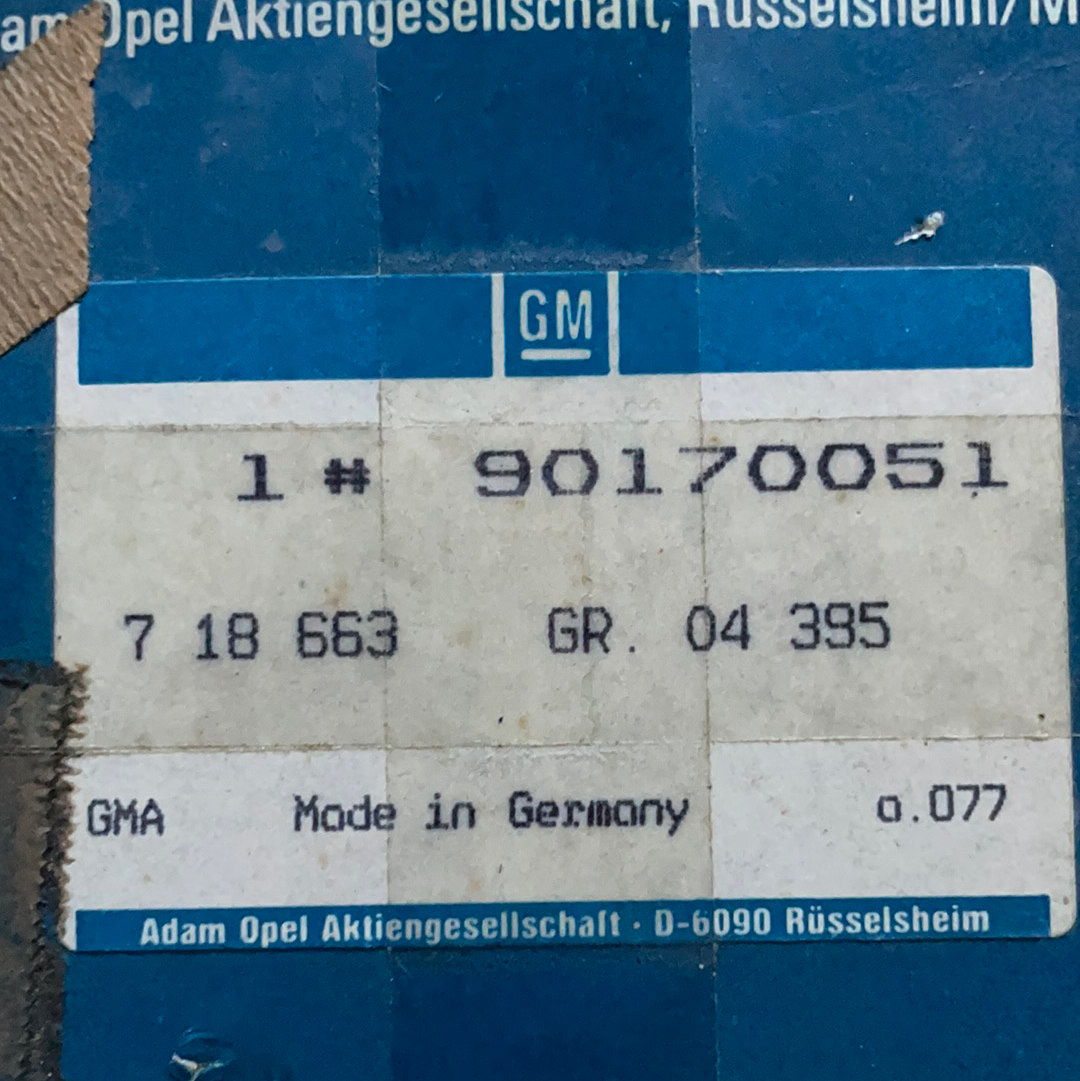 am Opel Aktiengesellschaft, Rüsselsheim/M
GM
1 # 90170051
7 18 663 GR. 04 395
GMA Made in Germany a.077
Adam Opel Aktiengesellschaft · D-6090 Rüsselsheim